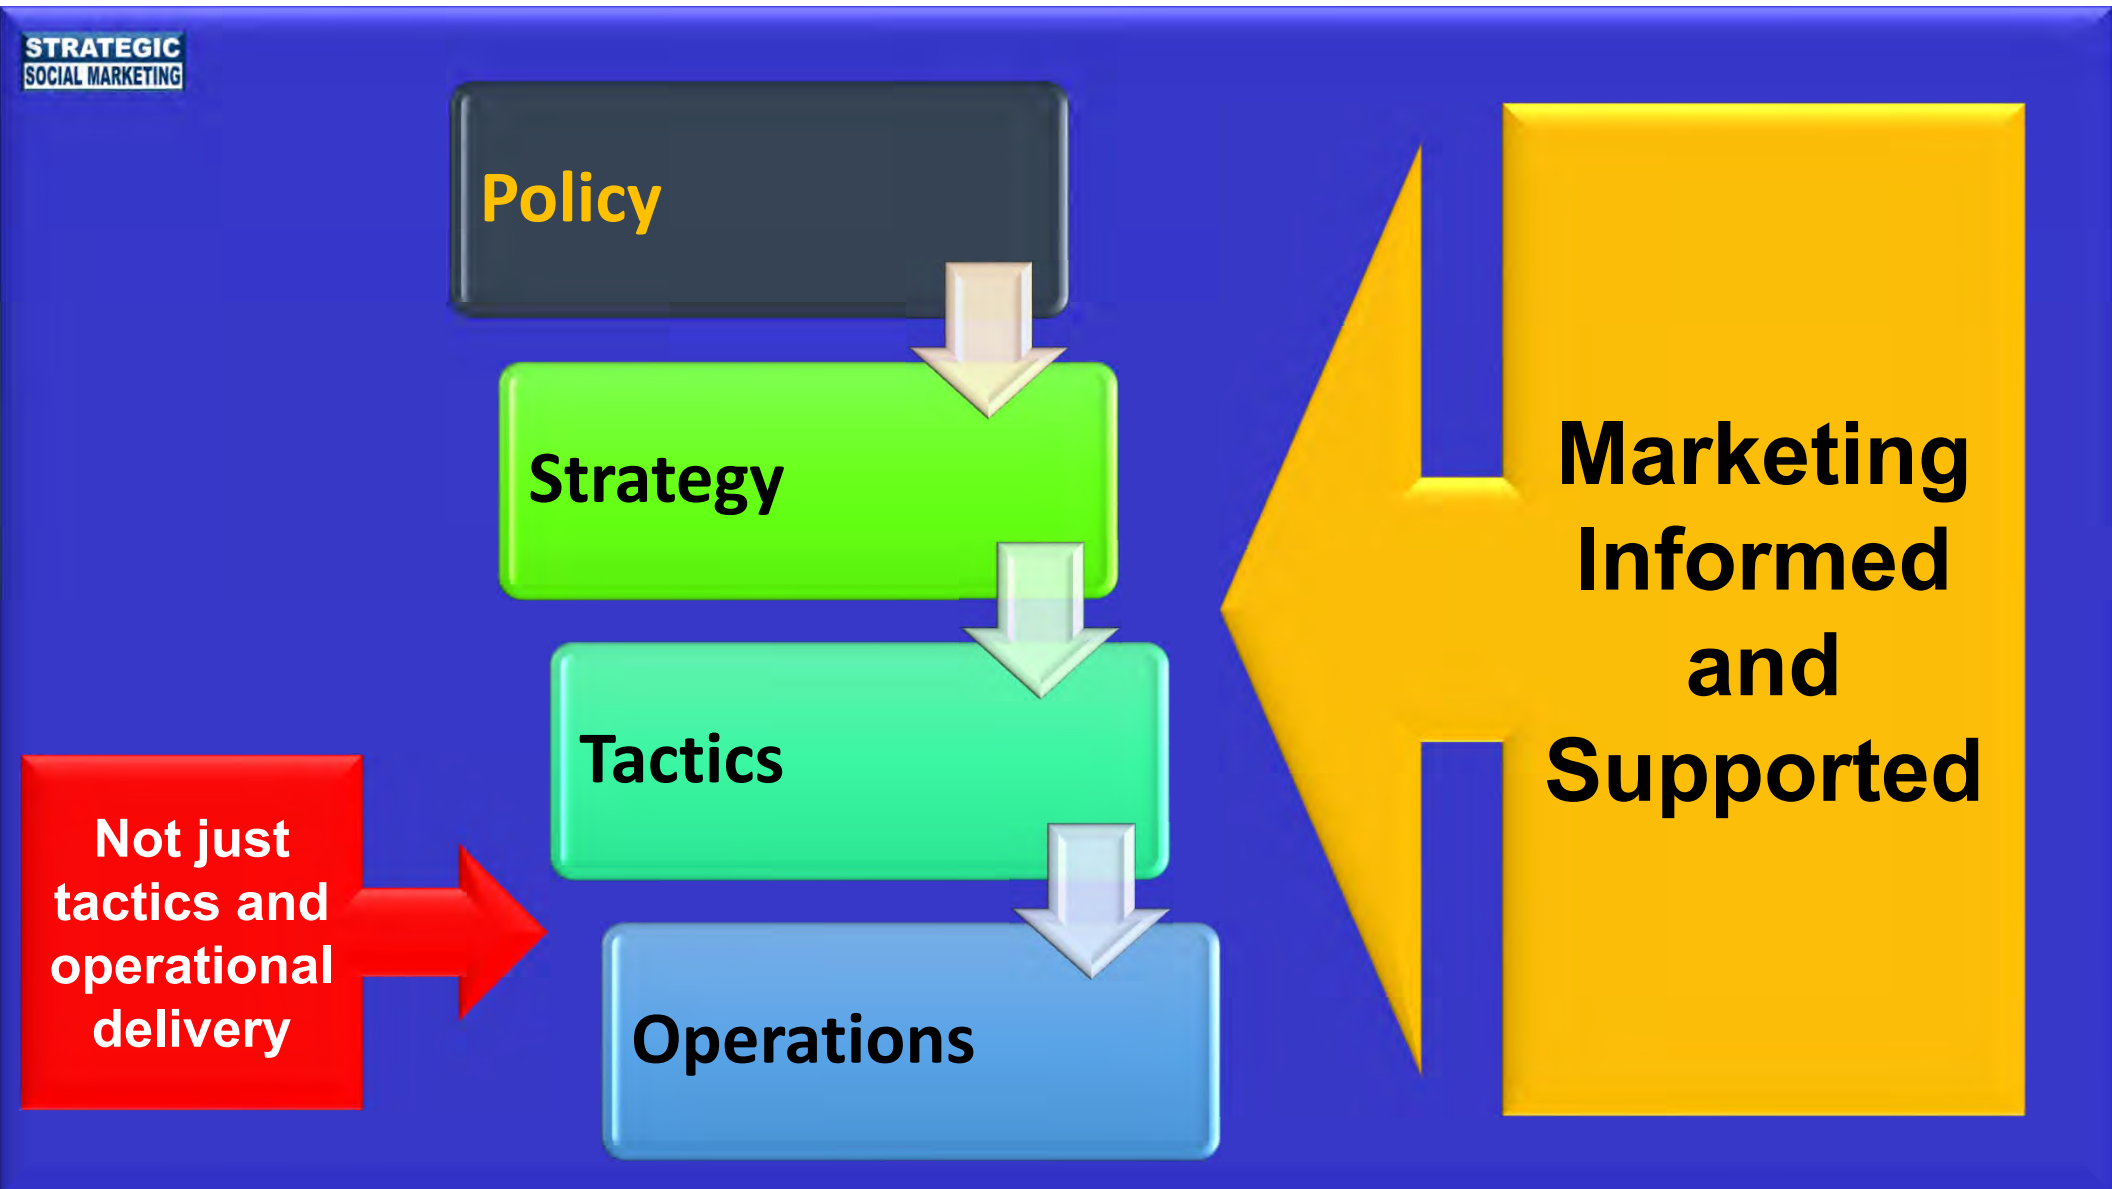 STRATEGIC
SOCIAL MARKETING
Policy
Strategy
Tactics
Operations
Not just
tactics and
operational
delivery
Marketing
Informed
and
Supported